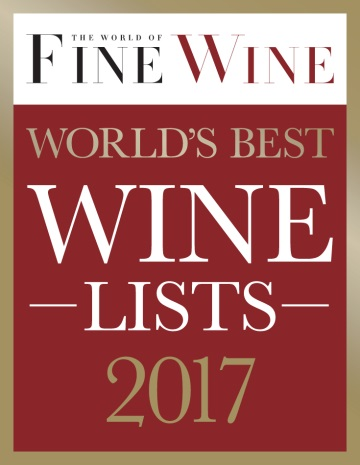 THE WORLD OF
FINE WINE
WORLD'S BEST
WINE
LISTS
2017